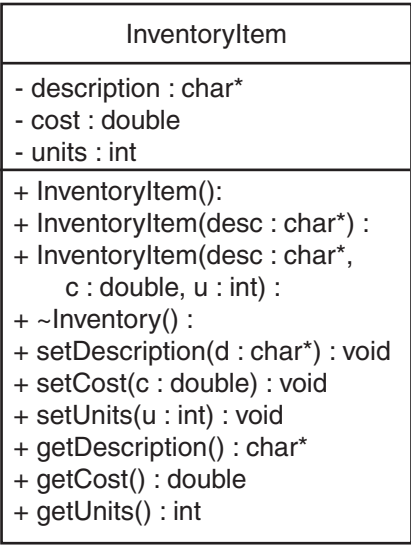 InventoryItem
- description : char*
- cost : double
- units : int
+ InventoryItem():
+ InventoryItem(desc : char*) :
+ InventoryItem(desc : char*,
c : double, u : int) :
+ ~Inventory() :
+ setDescription(d : char*) : void
+ setCost(c : double) : void
+ setUnits(u : int) : void
+ getDescription() : char*
+ getCost() : double
+ getUnits() : int